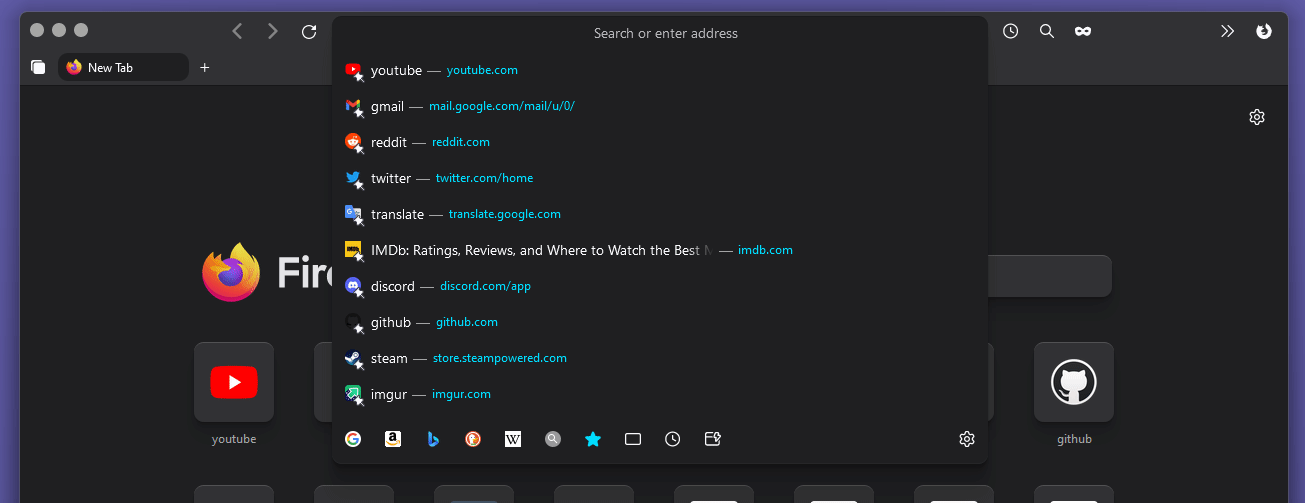 Search or enter address
New Tab
youtube — youtube.com
gmail — mail.google.com/mail/u/0/
reddit — reddit.com
twitter — twitter.com/home
translate — translate.google.com
IMDb: Ratings, Reviews, and Where to Watch the Best — imdb.com
discord — discord.com/app
Fire
github — github.com
steam — store.steampowered.com
imgur — imgur.com
youtube
github